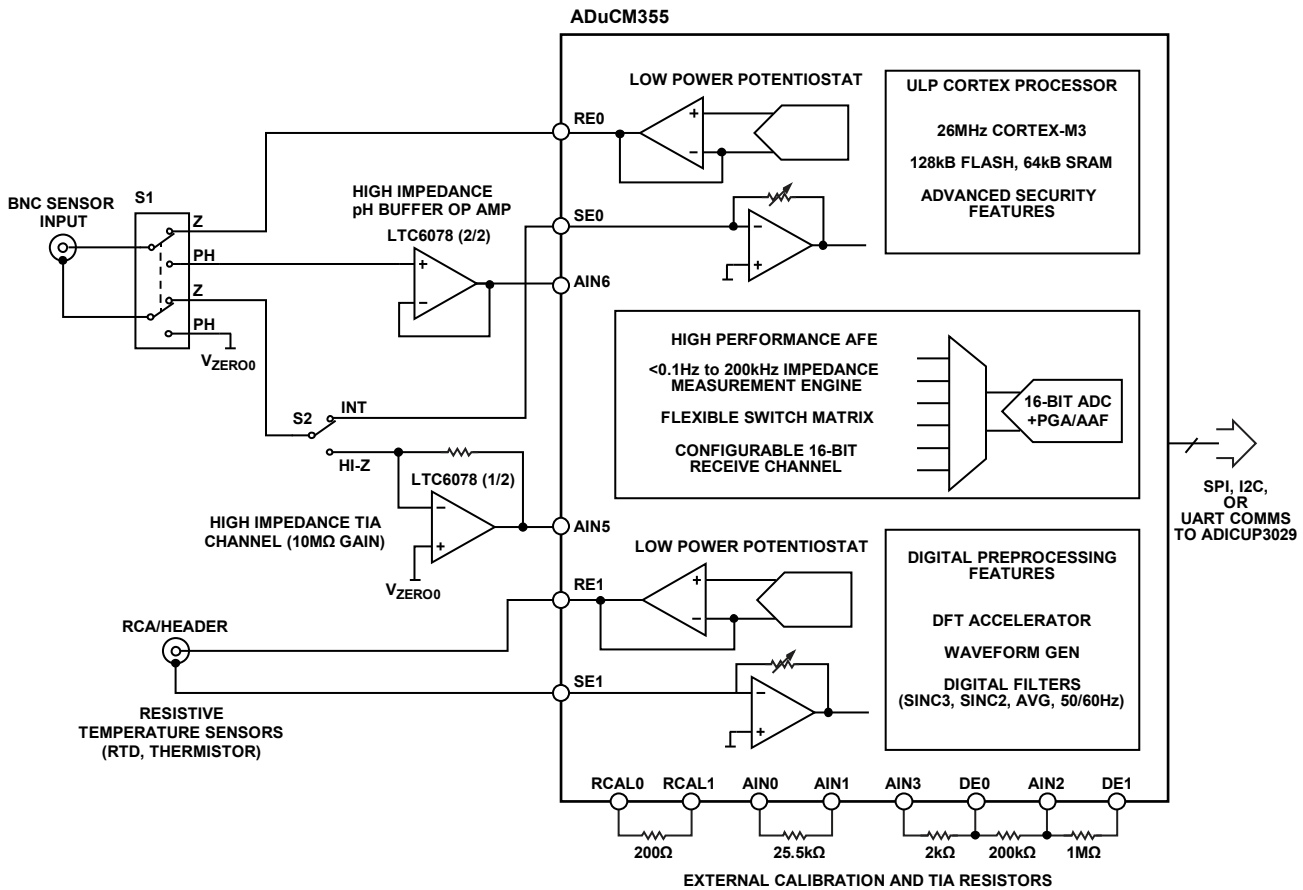 ADuCM355
LOW POWER POTENTIOSTAT
+
−
RE0
ULP CORTEX PROCESSOR
26MHz CORTEX-M3
128kB FLASH, 64kB SRAM
ADVANCED SECURITY
FEATURES
BNC SENSOR
INPUT
S1
Z
PH
Z
PH
VZERO0
HIGH IMPEDANCE
pH BUFFER OP AMP
LTC6078 (2/2)
+
−
SE0
−
+
AIN6
HIGH PERFORMANCE AFE
<0.1Hz to 200kHz IMPEDANCE
MEASUREMENT ENGINE
FLEXIBLE SWITCH MATRIX
CONFIGURABLE 16-BIT
RECEIVE CHANNEL
16-BIT ADC
+PGA/AAF
S2
INT
HI-Z
LTC6078 (1/2)
−
+
HIGH IMPEDANCE TIA
CHANNEL (10MΩ GAIN)
VZERO0
AIN5
SPI, I2C,
OR
UART COMMS
TO ADICUP3029
LOW POWER POTENTIOSTAT
+
−
RE1
RCA/HEADER
SE1
−
+
RESISTIVE
TEMPERATURE SENSORS
(RTD, THERMISTOR)
DIGITAL PREPROCESSING
FEATURES
DFT ACCELERATOR
WAVEFORM GEN
DIGITAL FILTERS
(SINC3, SINC2, AVG, 50/60Hz)
RCAL0 RCAL1 AIN0 AIN1 AIN3 DE0 AIN2 DE1
200Ω 25.5kΩ 2kΩ 200kΩ 1MΩ
EXTERNAL CALIBRATION AND TIA RESISTORS